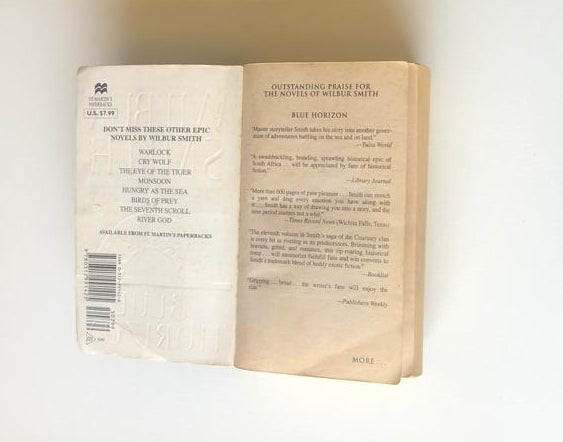 ST. MARTIN'S
PAPERBACKS
U.S. $7.99
DON'T MISS THESE OTHER EPIC
NOVELS BY WILBUR SMITH
WARLOCK
CRY WOLF
THE EYE OF THE TIGER
MONSOON
HUNGRY AS THE SEA
BIRDS OF PREY
THE SEVENTH SCROLL
RIVER GOD
AVAILABLE FROM ST. MARTIN'S PAPERBACKS
OUTSTANDING PRAISE FOR
THE NOVELS OF WILBUR SMITH
BLUE HORIZON
"Master storyteller Smith takes his story into another gener-
ation of adventurers battling on the sea and on land."
—Tulsa World
"A swashbuckling, brawling, sprawling historical epic of
South Africa . . . will be appreciated by fans of historical
fiction."
—Library Journal
"More than 600 pages of pure pleasure . . . Smith can
a yarn and drag every emotion you have along with
it . . . Smith has a way of drawing you into a story, and the
time period matters not a whit."
—Times Record News (Wichita Falls, Texas)
"The eleventh volume in Smith's saga of the Courtney clan
is every bit as riveting as its predecessors. Brimming with
bravado, greed, and romance, this rip-roaring historical
romp . . . will mesmerize faithful fans and win converts to
Smith's trademark blend of boldly exotic fiction."
—Booklist
"Gripping . . . the writer's fans will enjoy the
ride."
—Publishers Weekly
MORE . . .